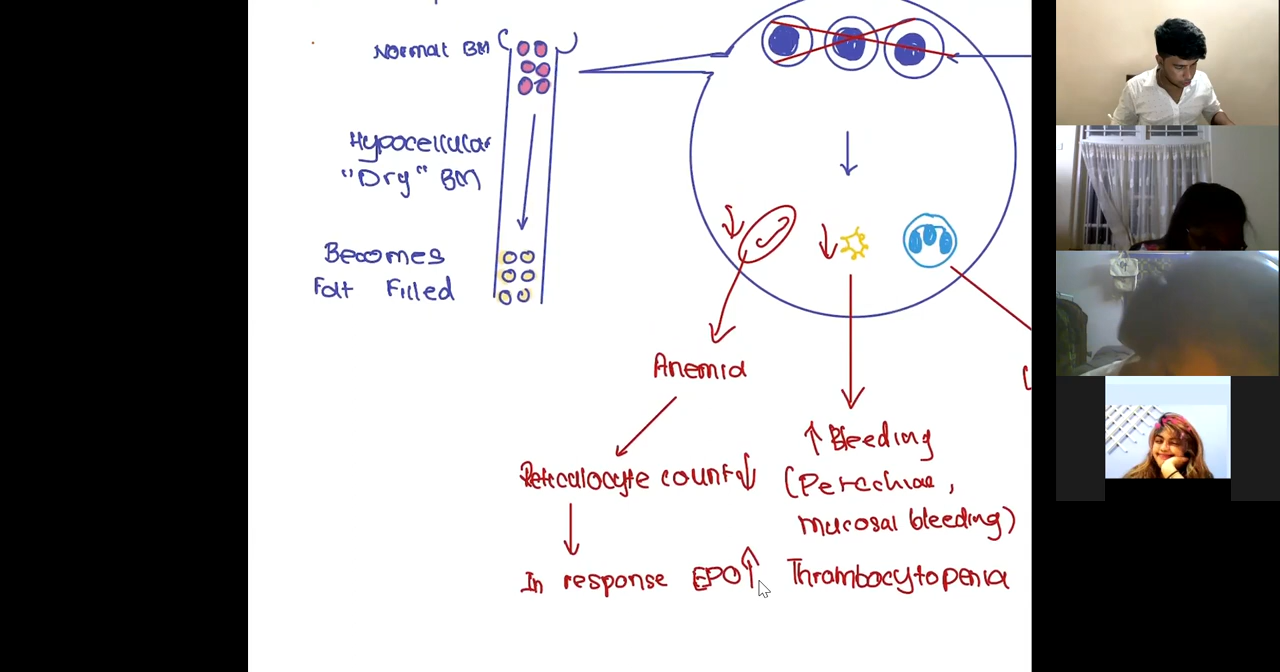 Normal BM
Hypocellular
"Dry" BM
Becomes
Fat Filled
Anemia
Reticulocyte count↓
In response EPO↑
↑ Bleeding
(Petechiae,
mucosal bleeding)
Thrombocytopenia